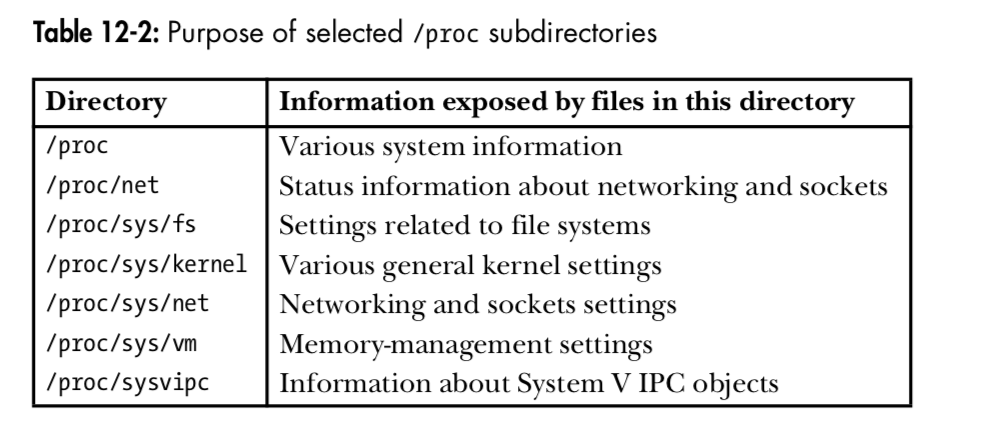 Table 12-2: Purpose of selected /proc subdirectories
Directory Information exposed by files in this directory
/proc Various system information
/proc/net Status information about networking and sockets
/proc/sys/fs Settings related to file systems
/proc/sys/kernel Various general kernel settings
/proc/sys/net Networking and sockets settings
/proc/sys/vm Memory-management settings
/proc/sysvipc Information about System V IPC objects